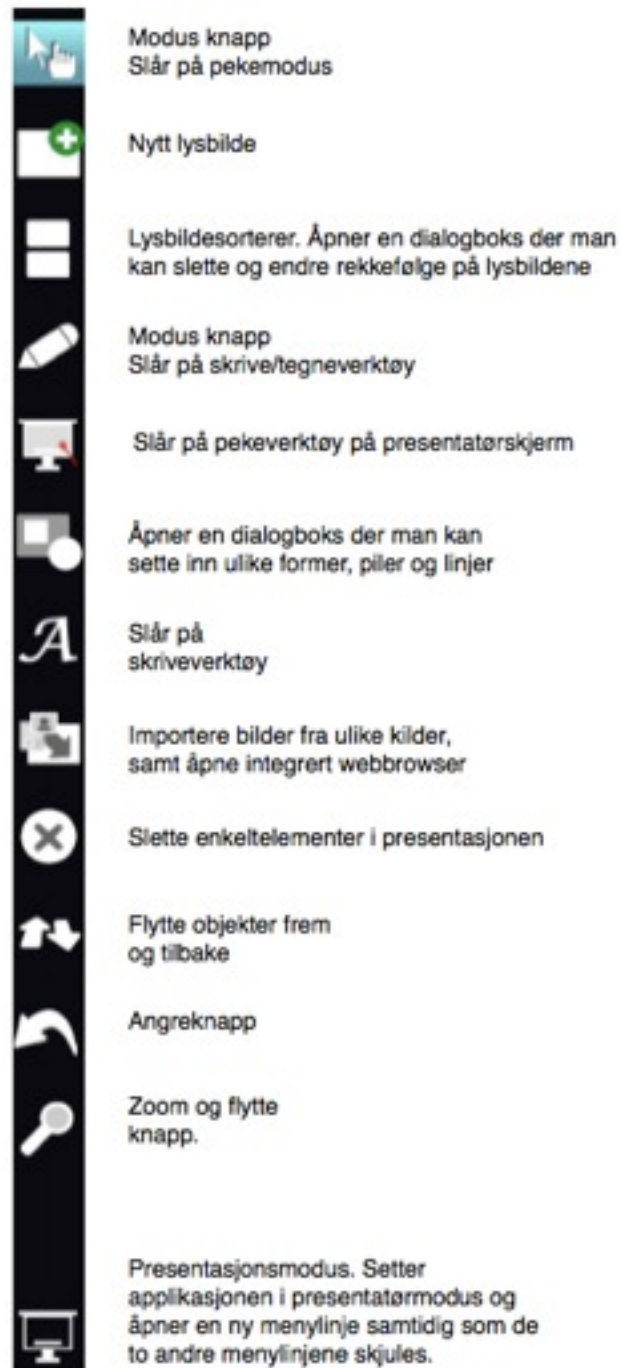 Modus knapp
Slår på pekemodus
Nytt lysbilde
Lysbildesorterer. Åpner en dialogboks der man
kan slette og endre rekkefølge på lysbildene
Modus knapp
Slår på skrive/tegneverktøy
Slår på pekeverktøy på presentatørskjerm
Åpner en dialogboks der man kan
sette inn ulike former, piler og linjer
A
Slår på
skriveverktøy
Importere bilder fra ulike kilder,
samt åpne integrert webbrowser
Slette enkeltelementer i presentasjonen
Flytte objekter frem
og tilbake
Angreknapp
Zoom og flytte
knapp.
Presentasjonsmodus. Setter
applikasjonen i presentatørmodus og
åpner en ny menylinje samtidig som de
to andre menylinjene skjules.